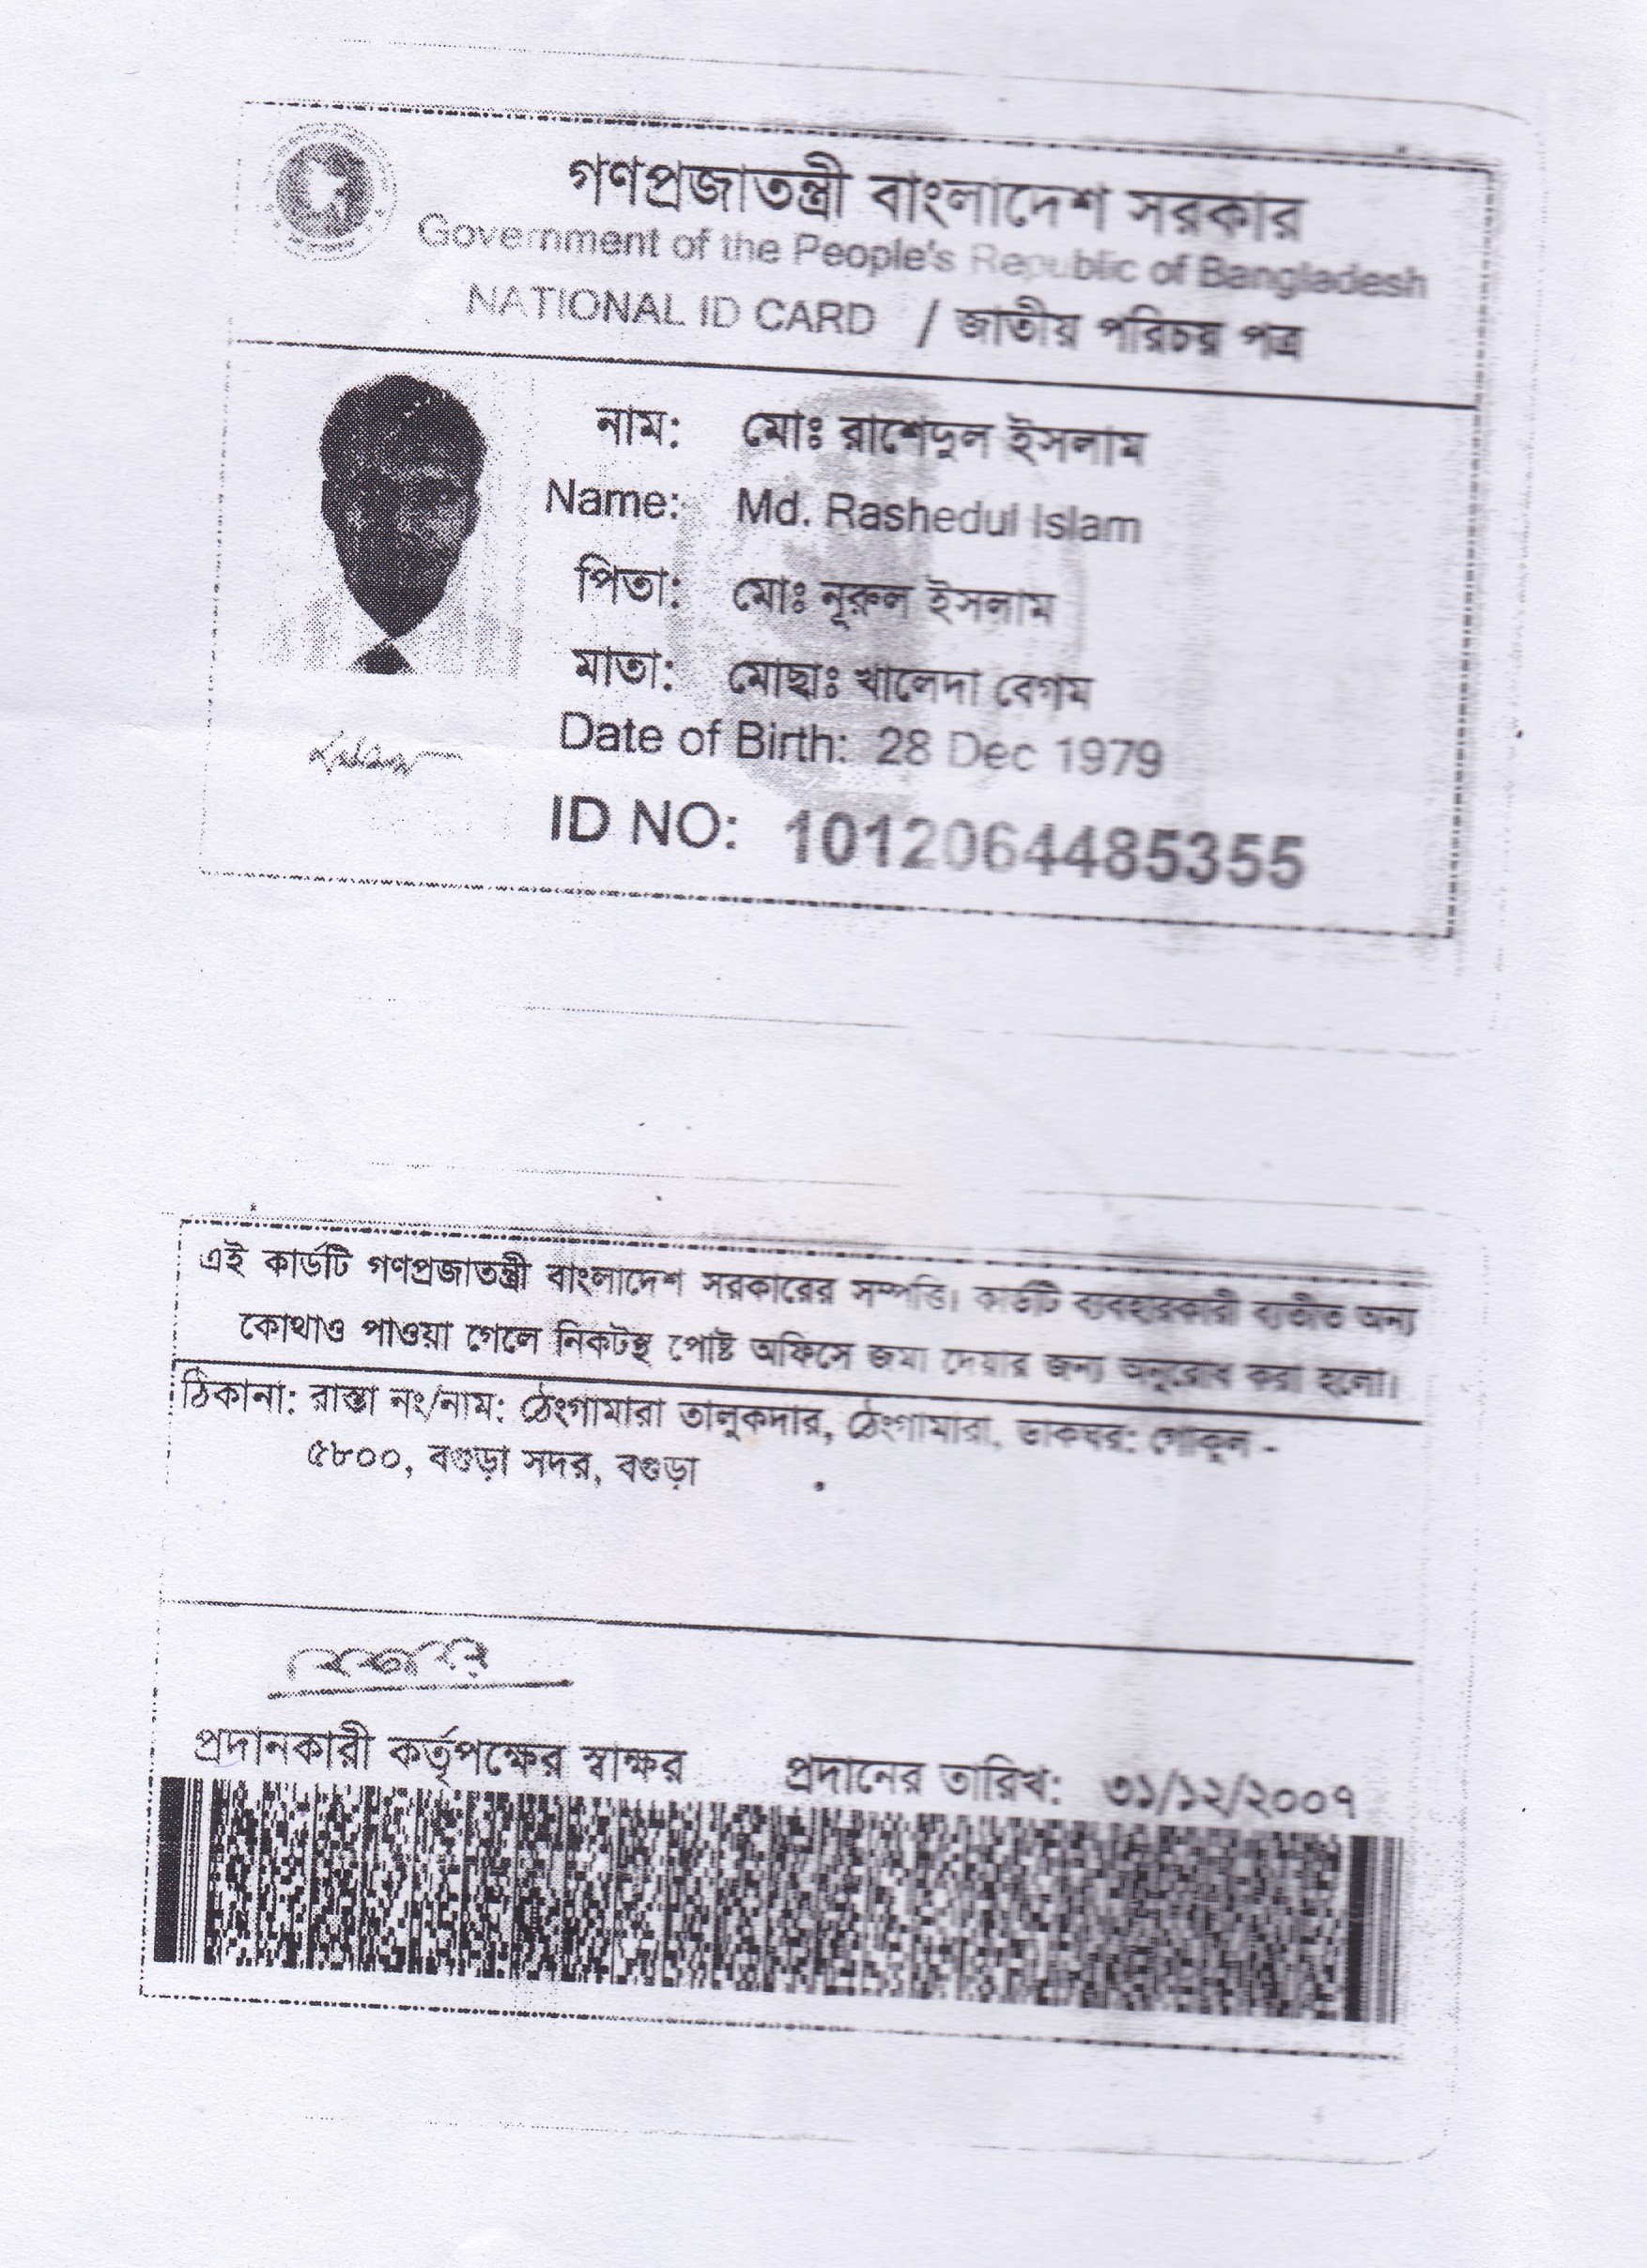 গণপ্রজাতন্ত্রী বাংলাদেশ সরকার
Government of the People's Republic of Bangladesh
NATIONAL ID CARD / জাতীয় পরিচয় পত্র
নাম: মোঃ রাশেদুল ইসলাম
Name: Md. Rashedul Islam
পিতা: মোঃ নূরুল ইসলাম
মাতা: মোছাঃ খালেদা বেগম
Date of Birth: 28 Dec 1979
ID NO: 1012064485355
এই কার্ডটি গণপ্রজাতন্ত্রী বাংলাদেশ সরকারের সম্পত্তি। কার্ডটি ব্যবহারকারী ব্যতীত অন্য
কোথাও পাওয়া গেলে নিকটস্থ পোষ্ট অফিসে জমা দেয়ার জন্য অনুরোধ করা হলো।
ঠিকানা: রাস্তা নং/নাম: ঠেংগামারা তালুকদার, ঠেংগামারা, ডাকঘর: গোকুল -
৫৮০০, বগুড়া সদর, বগুড়া
প্রদানকারী কর্তৃপক্ষের স্বাক্ষর প্রদানের তারিখ: ৩১/১২/২০০৭